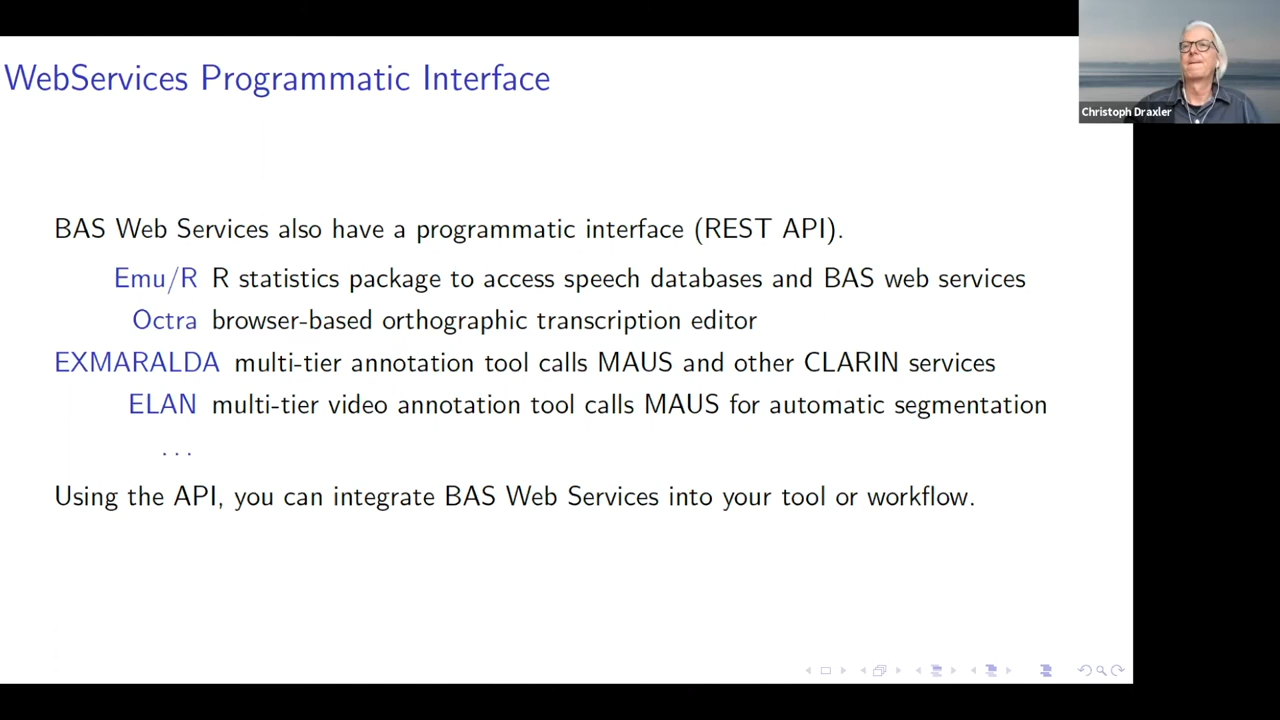 WebServices Programmatic Interface
Christoph Draxler
BAS Web Services also have a programmatic interface (REST API).
Emu/R R statistics package to access speech databases and BAS web services
Octra browser-based orthographic transcription editor
EXMARALDA multi-tier annotation tool calls MAUS and other CLARIN services
ELAN multi-tier video annotation tool calls MAUS for automatic segmentation
...
Using the API, you can integrate BAS Web Services into your tool or workflow.